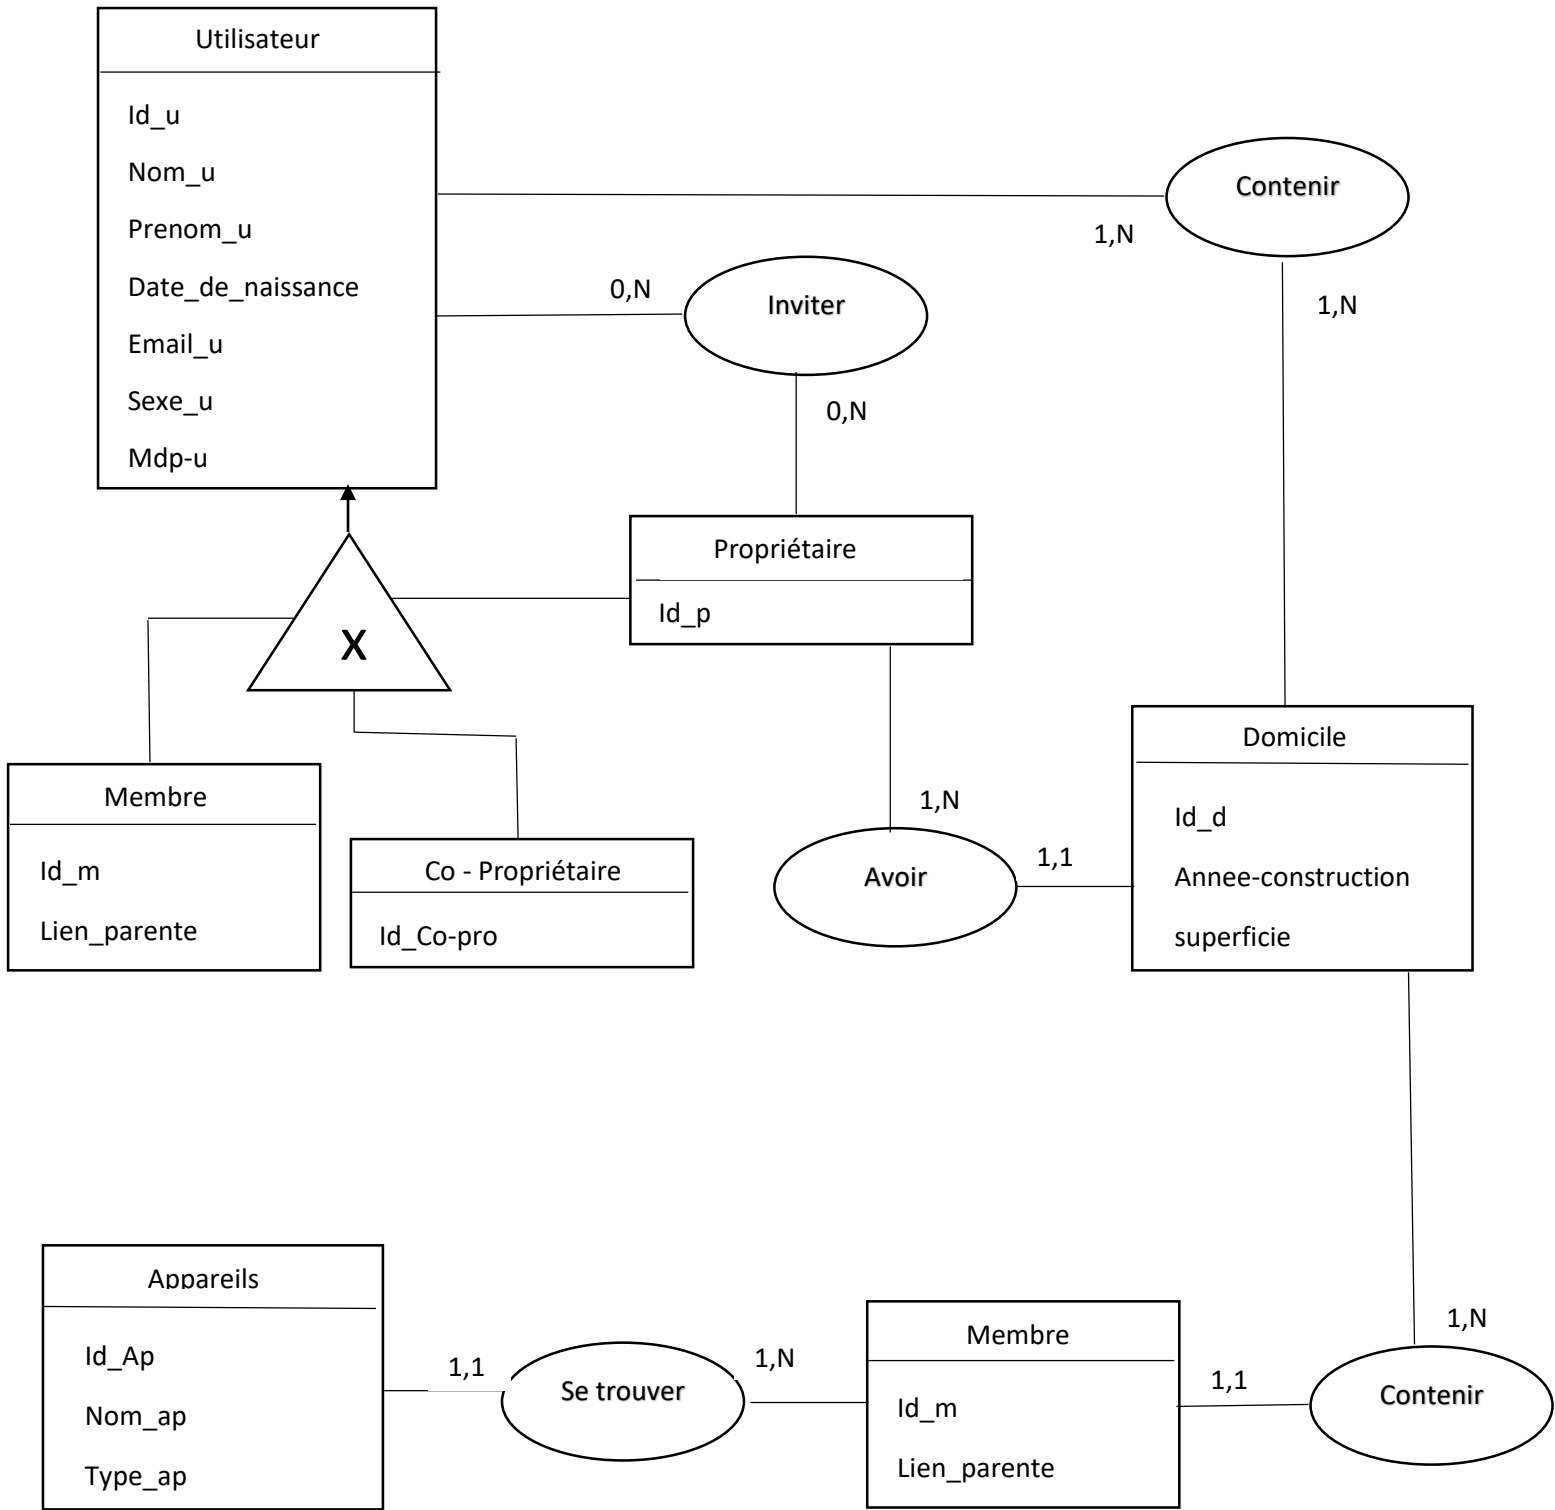 Utilisateur
Id_u
Nom_u
Prenom_u
Date_de_naissance
Email_u
Sexe_u
Mdp-u
Contenir
1,N
1,N
0,N
Inviter
0,N
Propriétaire
Id_p
X
Membre
Id_m
Lien_parente
Co - Propriétaire
Id_Co-pro
1,N
Avoir
1,1
Domicile
Id_d
Annee-construction
superficie
Appareils
Id_Ap
Nom_ap
Type_ap
1,1
Se trouver
1,N
Membre
Id_m
Lien_parente
1,1
Contenir
1,N